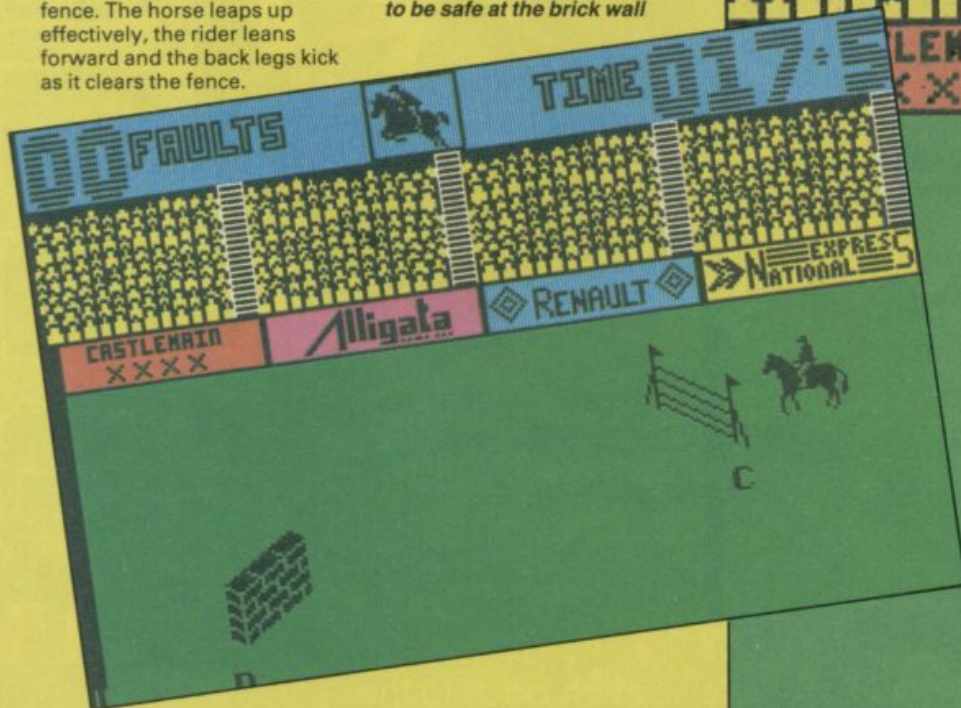 fence. The horse leaps up
effectively, the rider leans
forward and the back legs kick
as it clears the fence.
to be safe at the brick wall
00 FAULTS
TIME 017·5
CASTLEMAIN
XXXX
Alligata
RENAULT
EXPRES
NATIONAL S
C